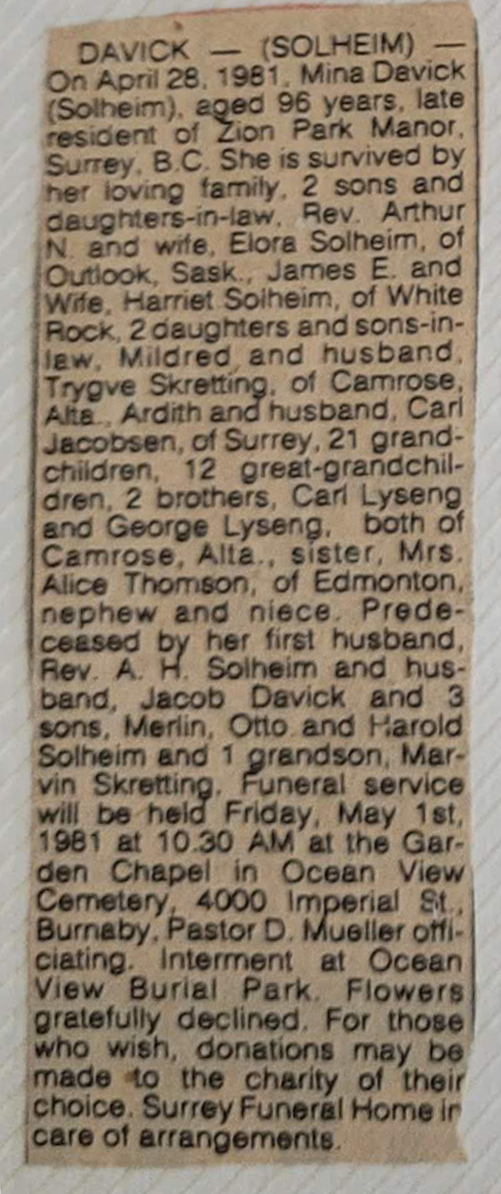 DAVICK — (SOLHEIM) —
On April 28, 1981, Mina Davick
(Solheim), aged 96 years, late
resident of Zion Park Manor,
Surrey, B.C. She is survived by
her loving family, 2 sons and
daughters-in-law, Rev. Arthur
N. and wife, Elora Solheim, of
Outlook, Sask., James E. and
Wife, Harriet Solheim, of White
Rock, 2 daughters and sons-in-
law, Mildred and husband,
Trygve Skretting, of Camrose,
Alta., Ardith and husband, Carl
Jacobsen, of Surrey, 21 grand-
children, 12 great-grandchil-
dren, 2 brothers, Carl Lyseng
and George Lyseng, both of
Camrose, Alta., sister, Mrs.
Alice Thomson, of Edmonton,
nephew and niece. Prede-
ceased by her first husband,
Rev. A. H. Solheim and hus-
band, Jacob Davick and 3
sons, Merlin, Otto and Harold
Solheim and 1 grandson, Mar-
vin Skretting. Funeral service
will be held Friday, May 1st,
1981 at 10.30 AM at the Gar-
den Chapel in Ocean View
Cemetery, 4000 Imperial St.,
Burnaby, Pastor D. Mueller offi-
ciating. Interment at Ocean
View Burial Park. Flowers
gratefully declined. For those
who wish, donations may be
made to the charity of their
choice. Surrey Funeral Home in
care of arrangements.